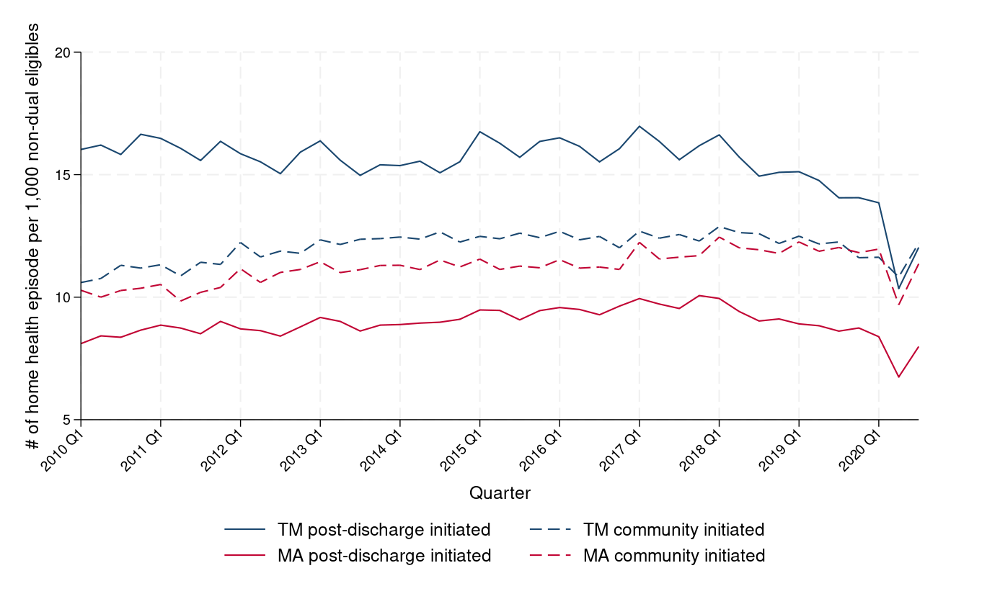 # of home health episode per 1,000 non-dual eligibles
20
15
10
5
2010 Q1
2011 Q1
2012 Q1
2013 Q1
2014 Q1
2015 Q1
2016 Q1
2017 Q1
2018 Q1
2019 Q1
2020 Q1
Quarter
TM post-discharge initiated
TM community initiated
MA post-discharge initiated
MA community initiated